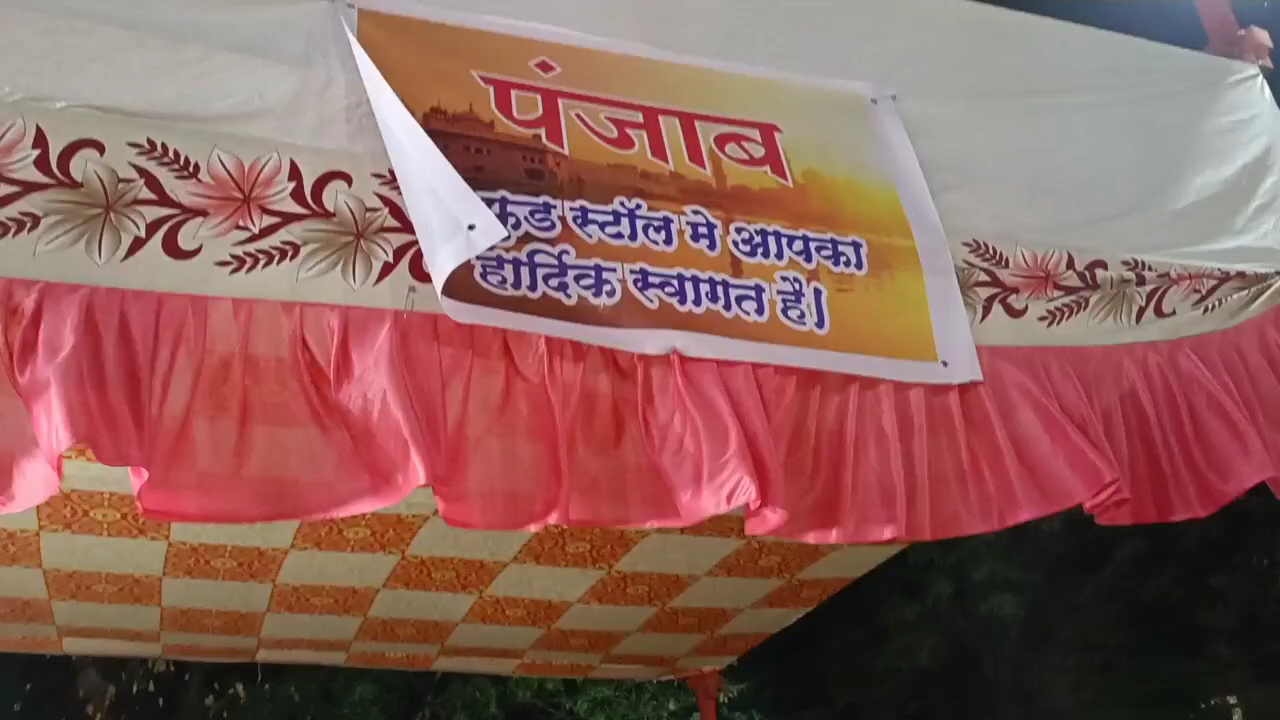 पंजाब
फुड स्टॉल मे आपका
हार्दिक स्वागत है।